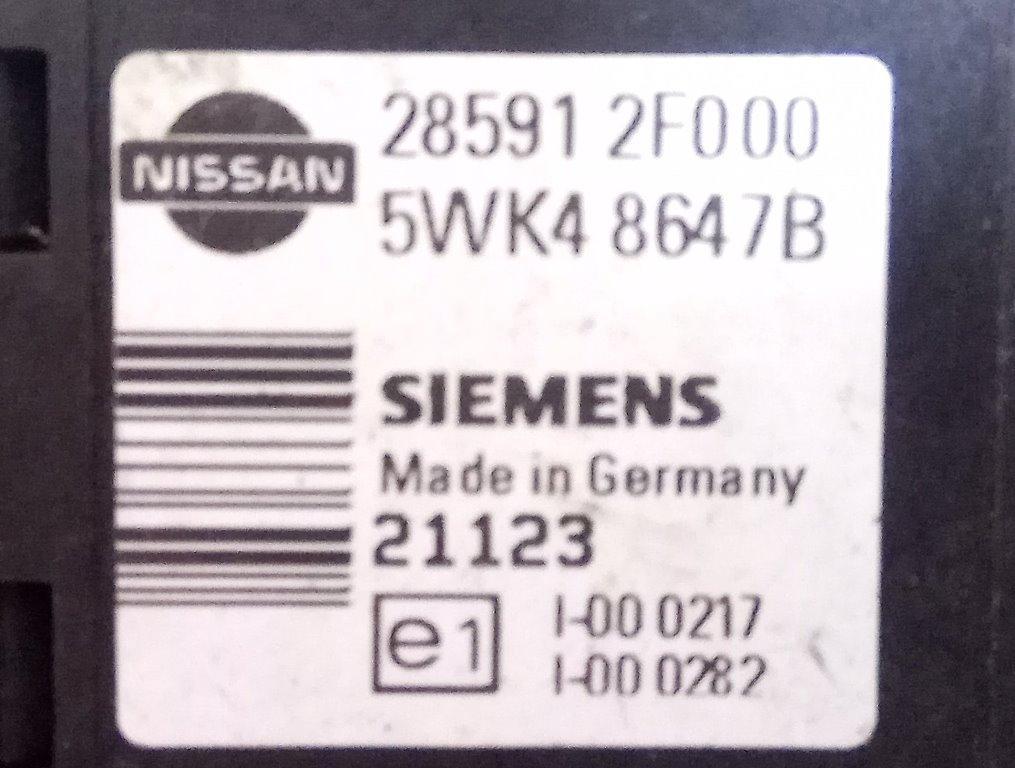 NISSAN
28591 2F000
5WK4 8647B
SIEMENS
Made in Germany
21123
e1
I-00 0217
I-00 0282